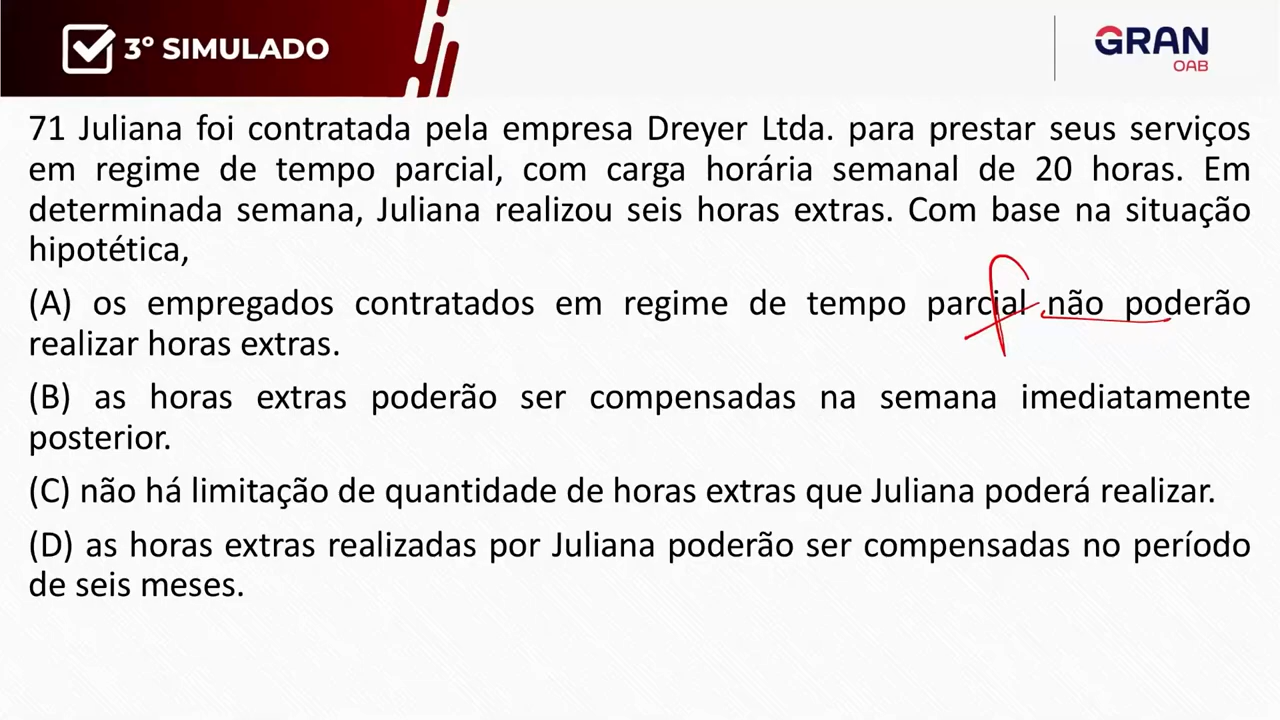 3º SIMULADO
GRAN
OAB
71 Juliana foi contratada pela empresa Dreyer Ltda. para prestar seus serviços
em regime de tempo parcial, com carga horária semanal de 20 horas. Em
determinada semana, Juliana realizou seis horas extras. Com base na situação
hipotética,
(A) os empregados contratados em regime de tempo parcial não poderão
realizar horas extras.
(B) as horas extras poderão ser compensadas na semana imediatamente
posterior.
(C) não há limitação de quantidade de horas extras que Juliana poderá realizar.
(D) as horas extras realizadas por Juliana poderão ser compensadas no período
de seis meses.